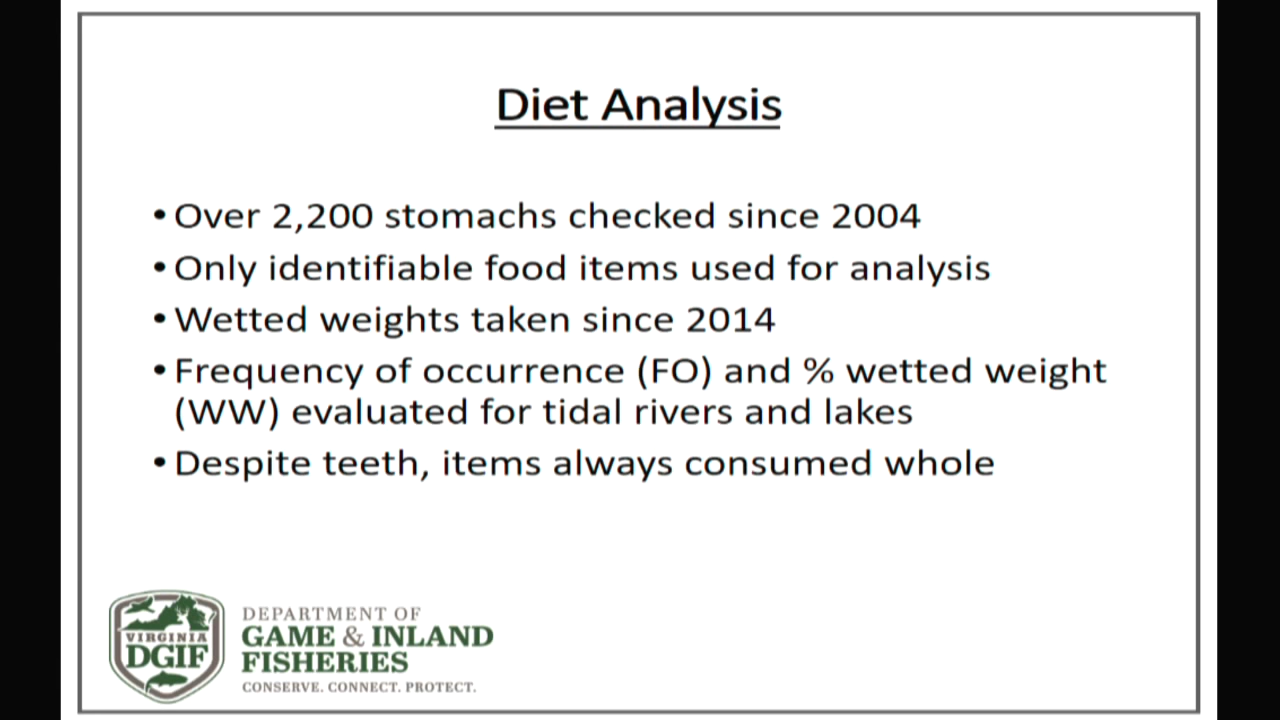 Diet Analysis
• Over 2,200 stomachs checked since 2004
• Only identifiable food items used for analysis
• Wetted weights taken since 2014
• Frequency of occurrence (FO) and % wetted weight
(WW) evaluated for tidal rivers and lakes
• Despite teeth, items always consumed whole
VIRGINIA
DGIF
DEPARTMENT OF
GAME & INLAND
FISHERIES
CONSERVE. CONNECT. PROTECT.